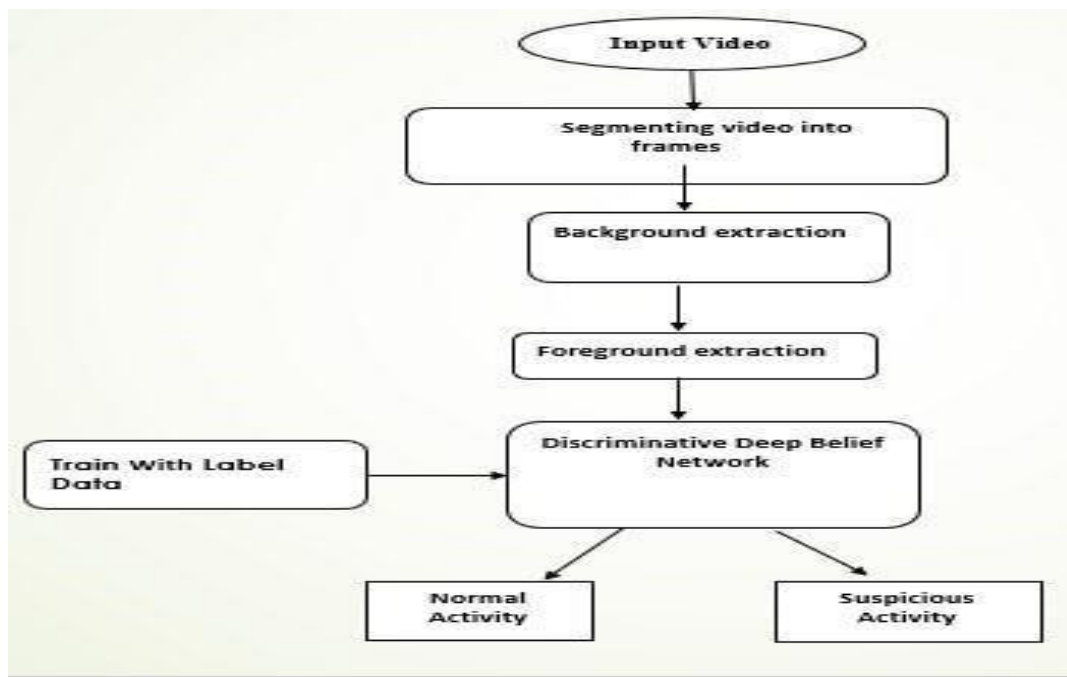 Input Video
Segmenting video into
frames
Background extraction
Foreground extraction
Discriminative Deep Belief
Network
Train With Label
Data
Normal
Activity
Suspicious
Activity